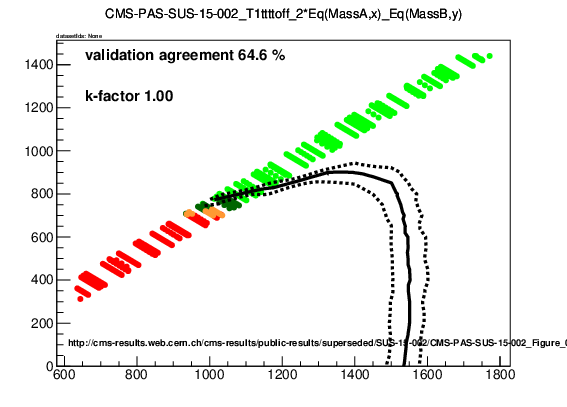 CMS-PAS-SUS-15-002_T1ttttoff_2*Eq(MassA,x)_Eq(MassB,y)
datasetIds: None
validation agreement 64.6 %
k-factor 1.00
1400
1200
1000
800
600
400
200
0
http://cms-results.web.cern.ch/cms-results/public-results/superseded/SUS-15-002/CMS-PAS-SUS-15-002_Figure_0
600 800 1000 1200 1400 1600 1800